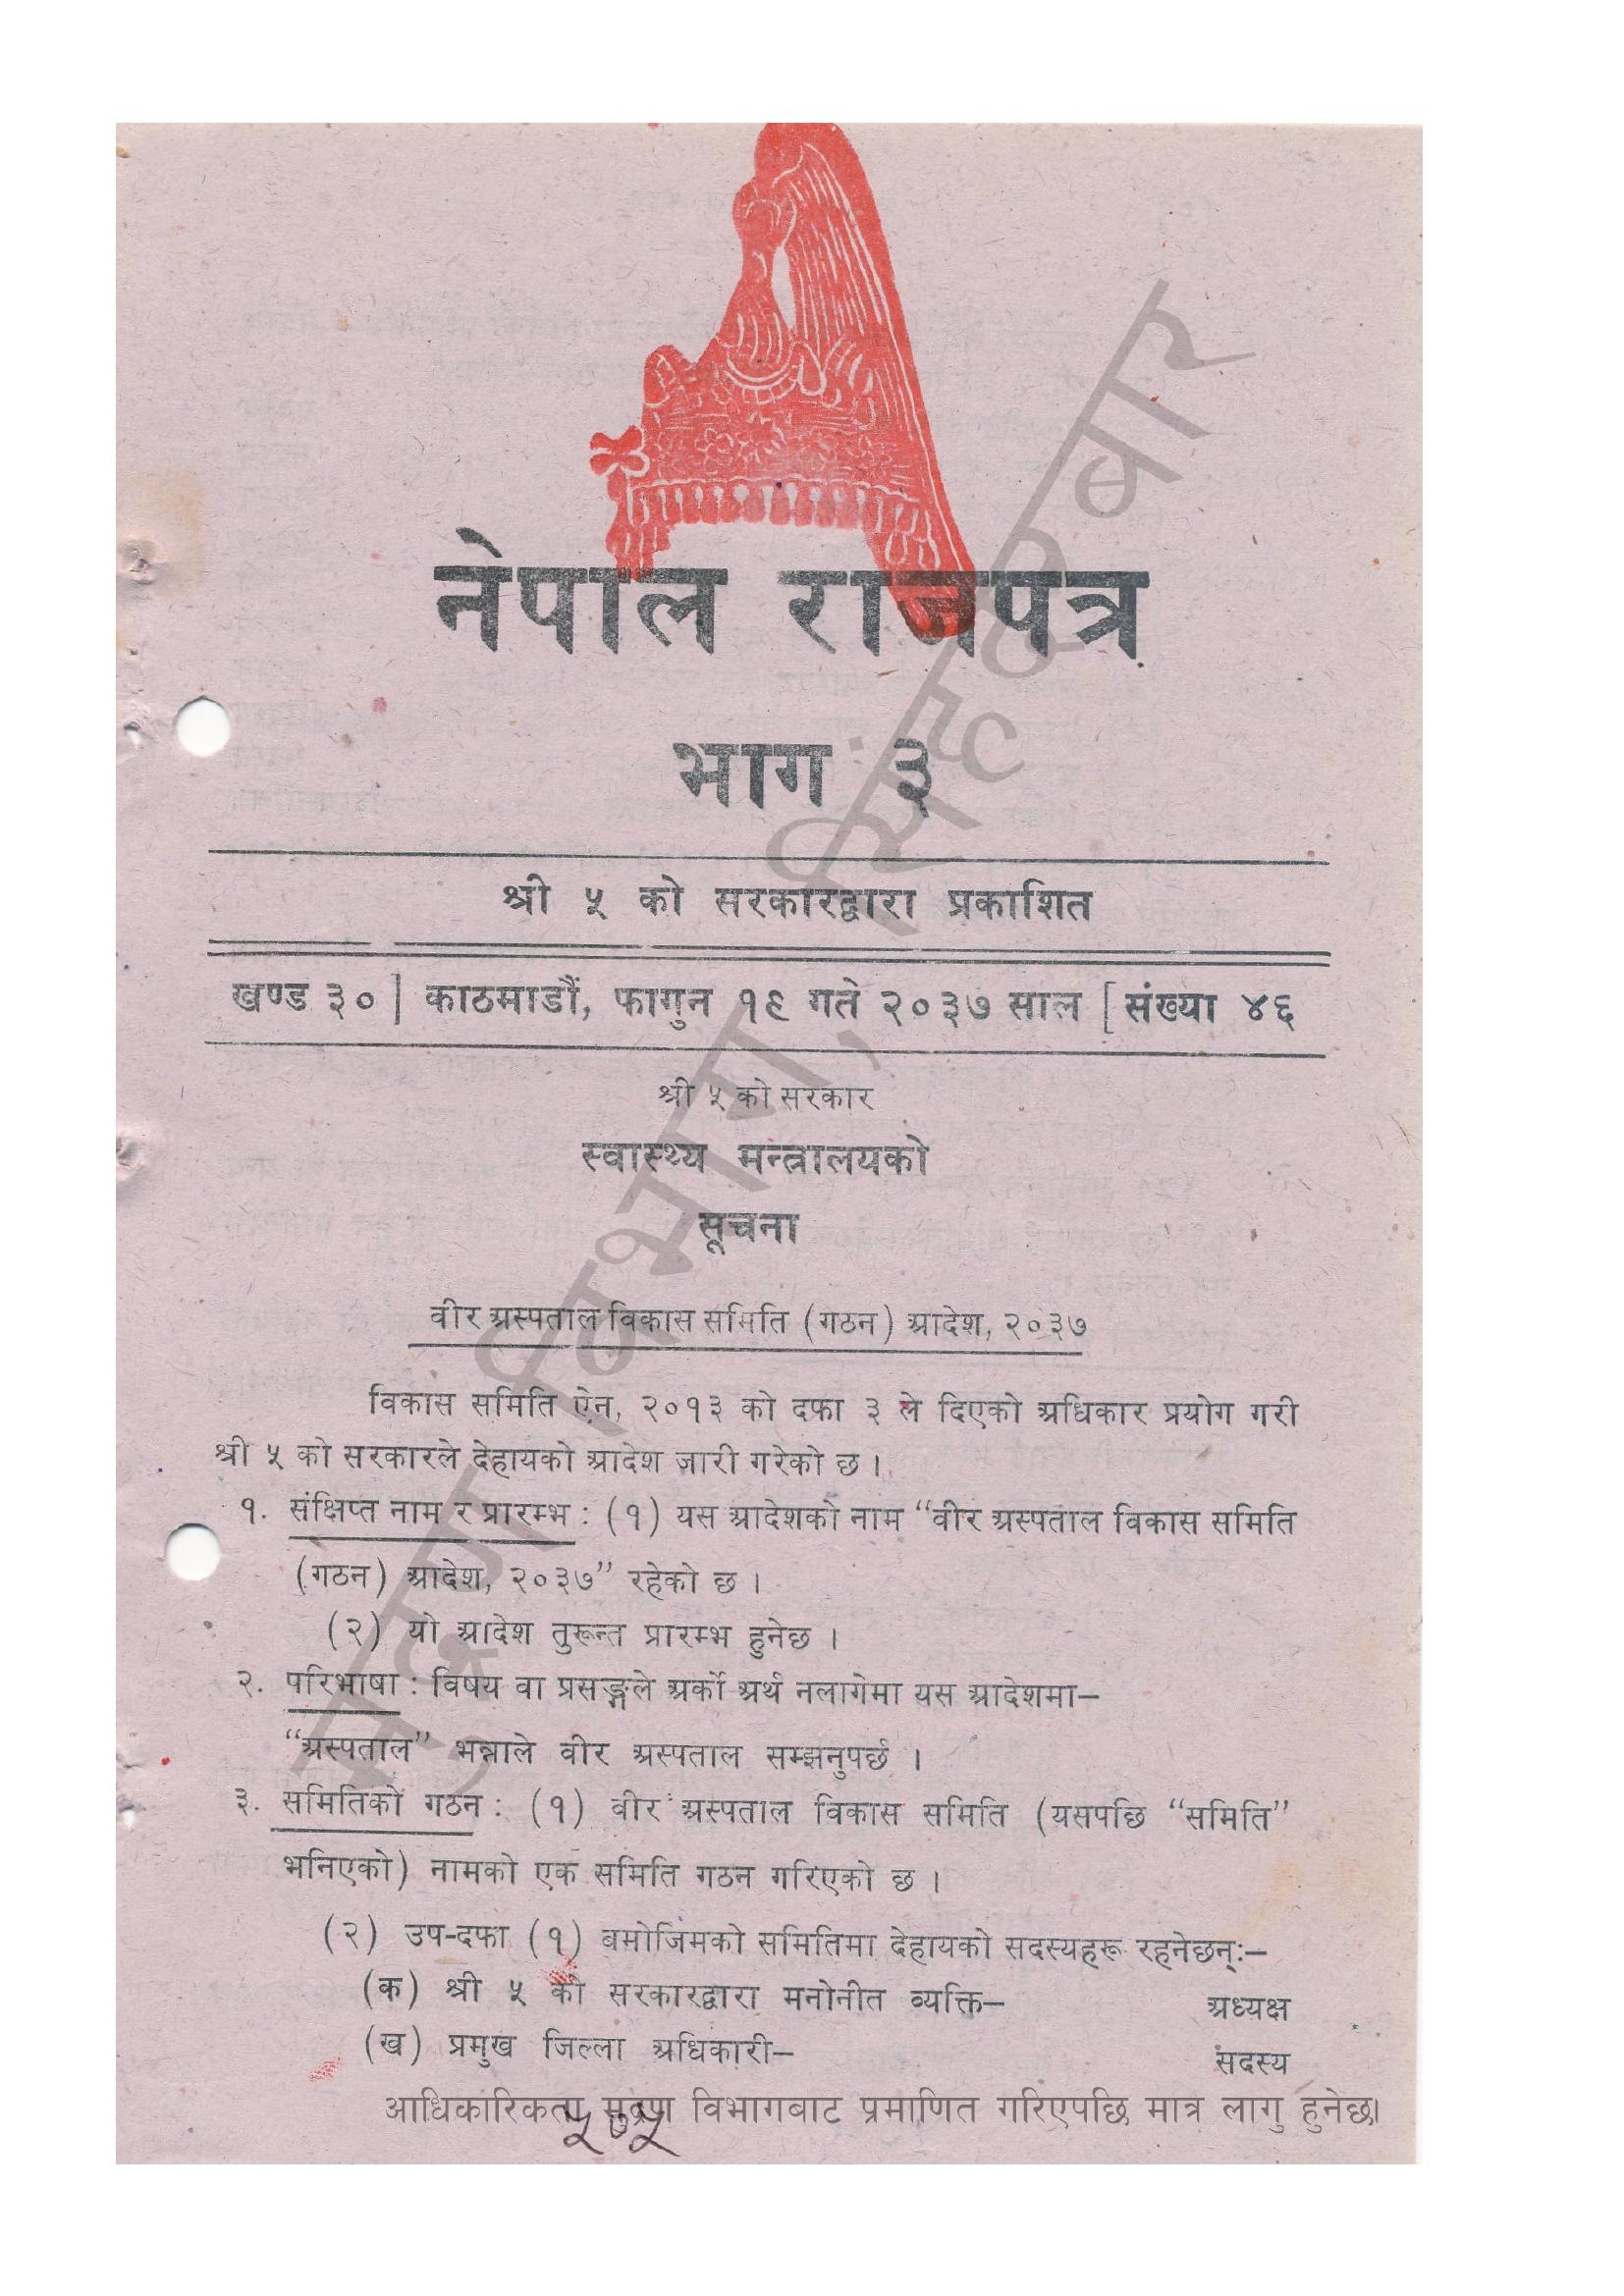 नेपाल राजपत्र
भाग ३
श्री ५ को सरकारद्वारा प्रकाशित
खण्ड ३०] काठमाडौं, फागुन १९ गते २०३७ साल [संख्या ४६
श्री ५ को सरकार
स्वास्थ्य मन्त्रालयको
सूचना
वीर अस्पताल विकास समिति (गठन) आदेश, २०३७
विकास समिति ऐन, २०१३ को दफा ३ ले दिएको अधिकार प्रयोग गरी
श्री ५ को सरकारले देहायको आदेश जारी गरेको छ ।
१. संक्षिप्त नाम र प्रारम्भ : (१) यस आदेशको नाम “वीर अस्पताल विकास समिति
(गठन) आदेश, २०३७” रहेको छ ।
(२) यो आदेश तुरून्त प्रारम्भ हुनेछ ।
२. परिभाषा : विषय वा प्रसङ्गले अर्को अर्थ नलागेमा यस आदेशमा–
“अस्पताल” भन्नाले वीर अस्पताल सम्झनुपर्छ ।
३. समितिको गठन : (१) वीर अस्पताल विकास समिति (यसपछि “समिति”
भनिएको) नामको एक समिति गठन गरिएको छ ।
(२) उप-दफा (१) बमोजिमको समितिमा देहायको सदस्यहरू रहनेछन्:–
(क) श्री ५ को सरकारद्वारा मनोनीत व्यक्ति– अध्यक्ष
(ख) प्रमुख जिल्ला अधिकारी– सदस्य
आधिकारिकता मुद्रण विभागबाट प्रमाणित गरिएपछि मात्र लागु हुनेछ।
५७५
मुद्रण विभाग, सिंहदरबार